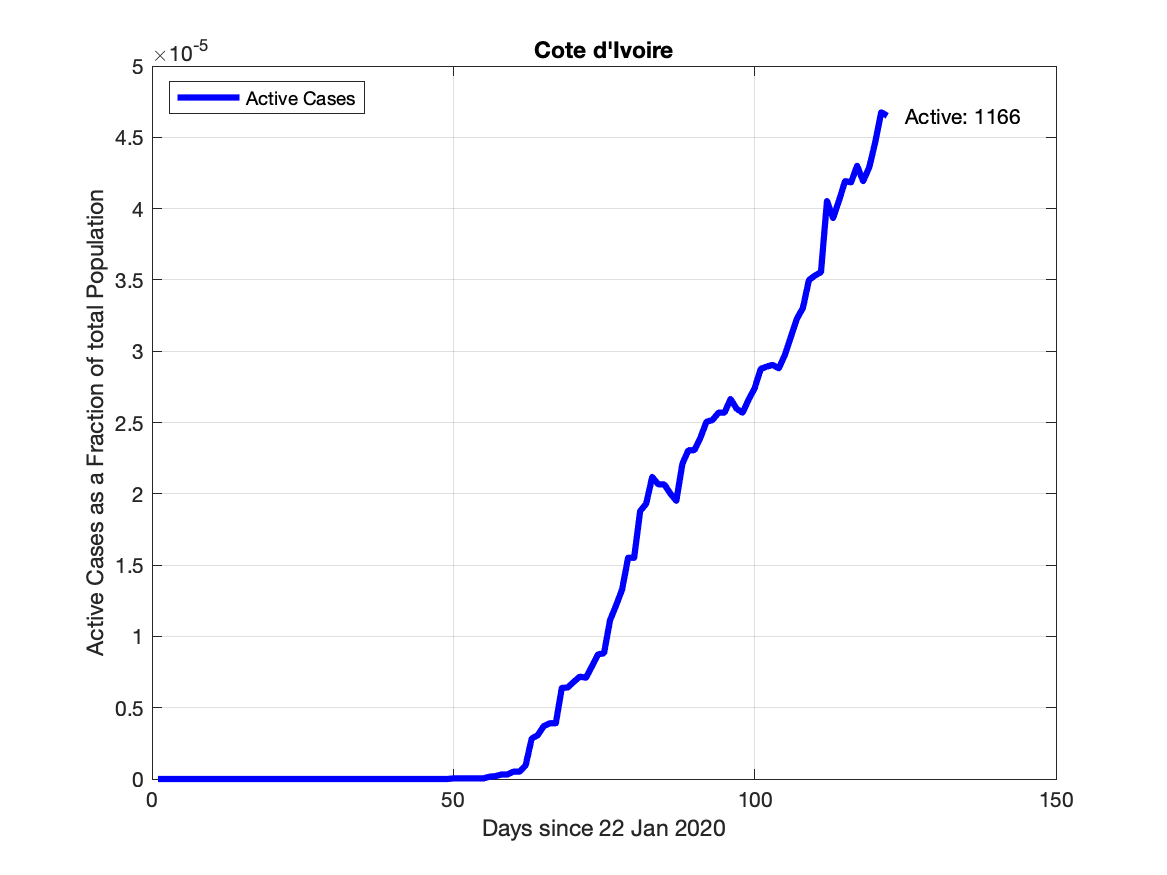 Cote d'Ivoire
×10-5
Active Cases
Active: 1166
5
4.5
4
3.5
3
2.5
2
1.5
1
0.5
0
Active Cases as a Fraction of total Population
0 50 100 150
Days since 22 Jan 2020